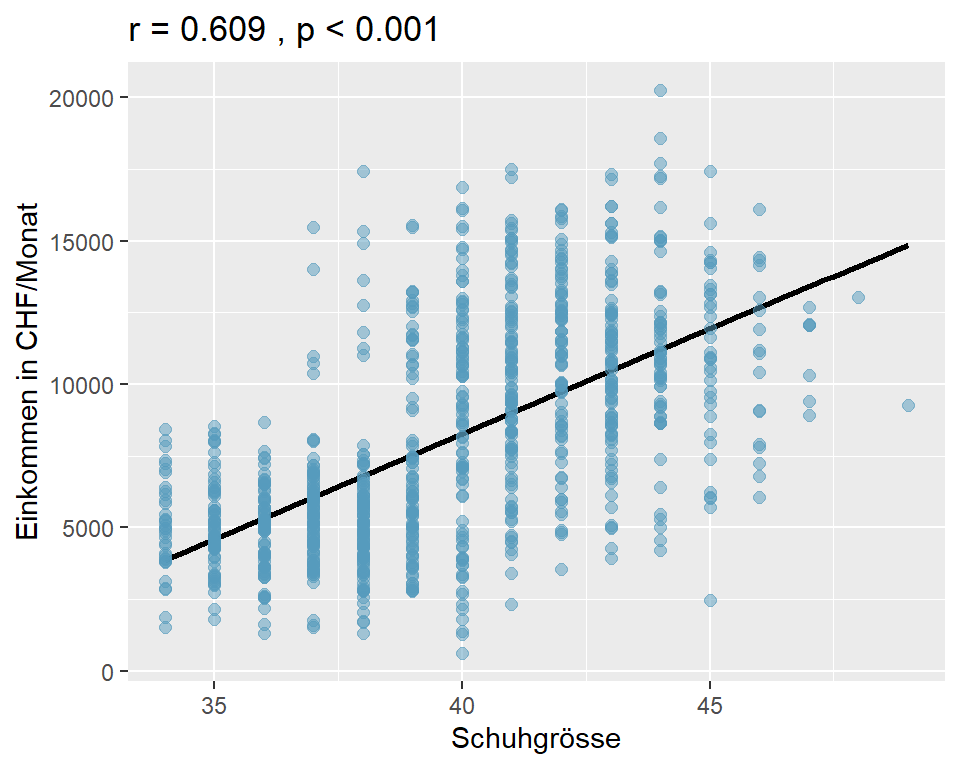 r = 0.609 , p < 0.001
20000
15000
10000
5000
0
Einkommen in CHF/Monat
35 40 45
Schuhgrösse